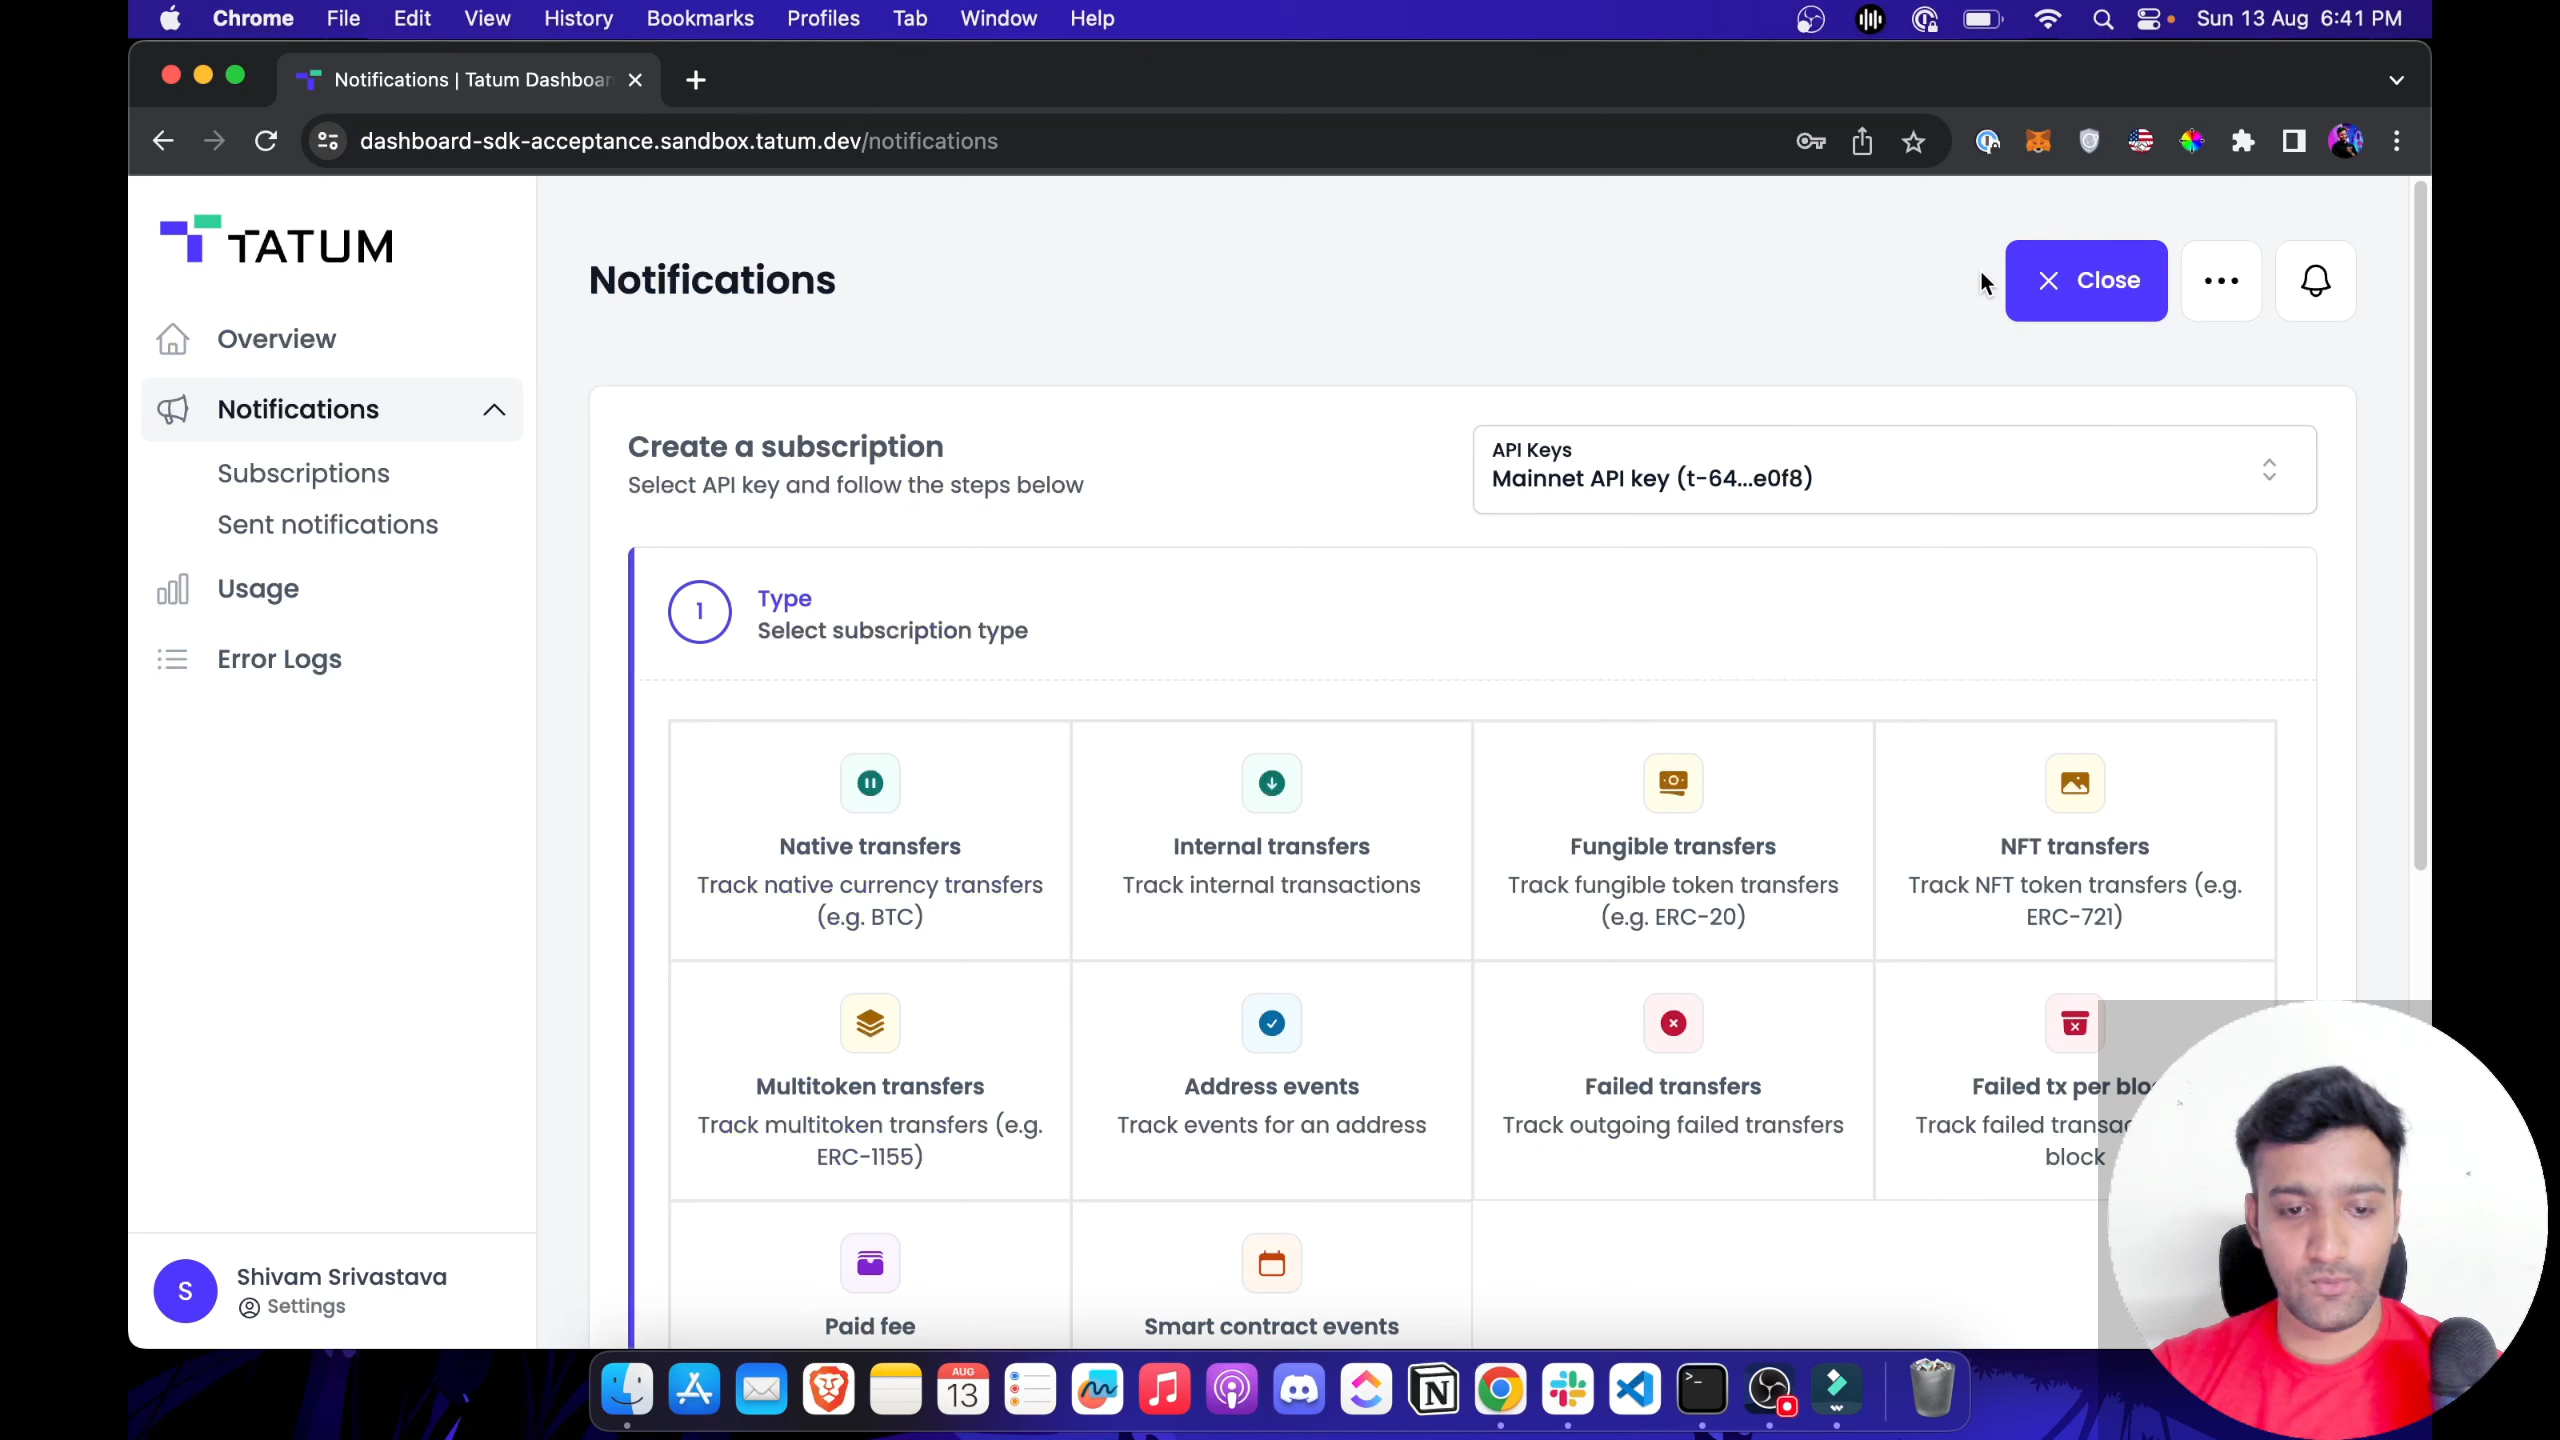 Chrome File Edit View History Bookmarks Profiles Tab Window Help Sun 13 Aug 6:41 PM
Notifications | Tatum Dashboar
dashboard-sdk-acceptance.sandbox.tatum.dev/notifications
TATUM
Overview
Notifications
Subscriptions
Sent notifications
Usage
Error Logs
S
Shivam Srivastava
Settings
Notifications
Close
Create a subscription
Select API key and follow the steps below
API Keys
Mainnet API key (t-64...e0f8)
1
Type
Select subscription type
Native transfers
Track native currency transfers
(e.g. BTC)
Internal transfers
Track internal transactions
Fungible transfers
Track fungible token transfers
(e.g. ERC-20)
NFT transfers
Track NFT token transfers (e.g.
ERC-721)
Multitoken transfers
Track multitoken transfers (e.g.
ERC-1155)
Address events
Track events for an address
Failed transfers
Track outgoing failed transfers
Failed tx per blo
Track failed transac
block
Paid fee
Smart contract events
AUG
13